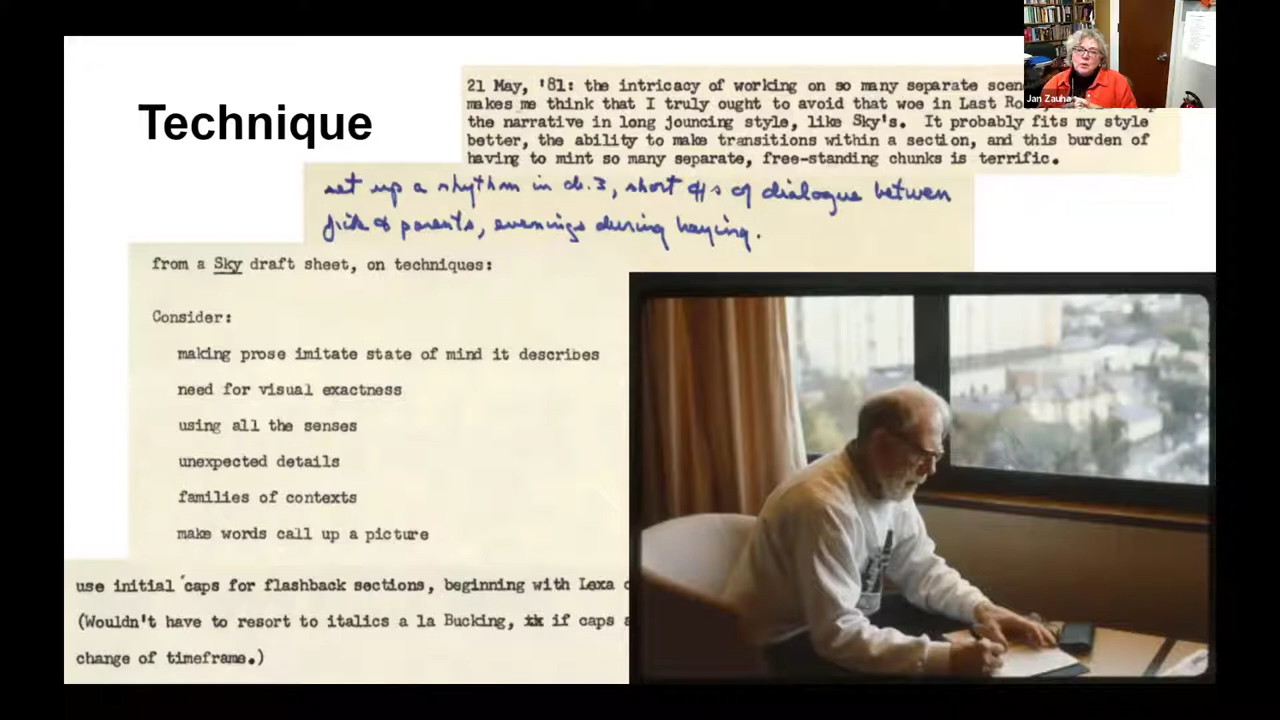 Technique
21 May, '81: the intricacy of working on so many separate scen
makes me think that I truly ought to avoid that woe in Last Ro
the narrative in long jouncing style, like Sky's. It probably fits my style
better, the ability to make transitions within a section, and this burden of
having to mint so many separate, free-standing chunks is terrific.
set up a rhythm in ch. 3, short #s of dialogue between
Jick & parents, evenings during haying.
from a Sky draft sheet, on techniques:
Consider:
making prose imitate state of mind it describes
need for visual exactness
using all the senses
unexpected details
families of contexts
make words call up a picture
use initial caps for flashback sections, beginning with Lexa
(Wouldn't have to resort to italics a la Bucking, if caps
change of timeframe.)
Jan Zauha